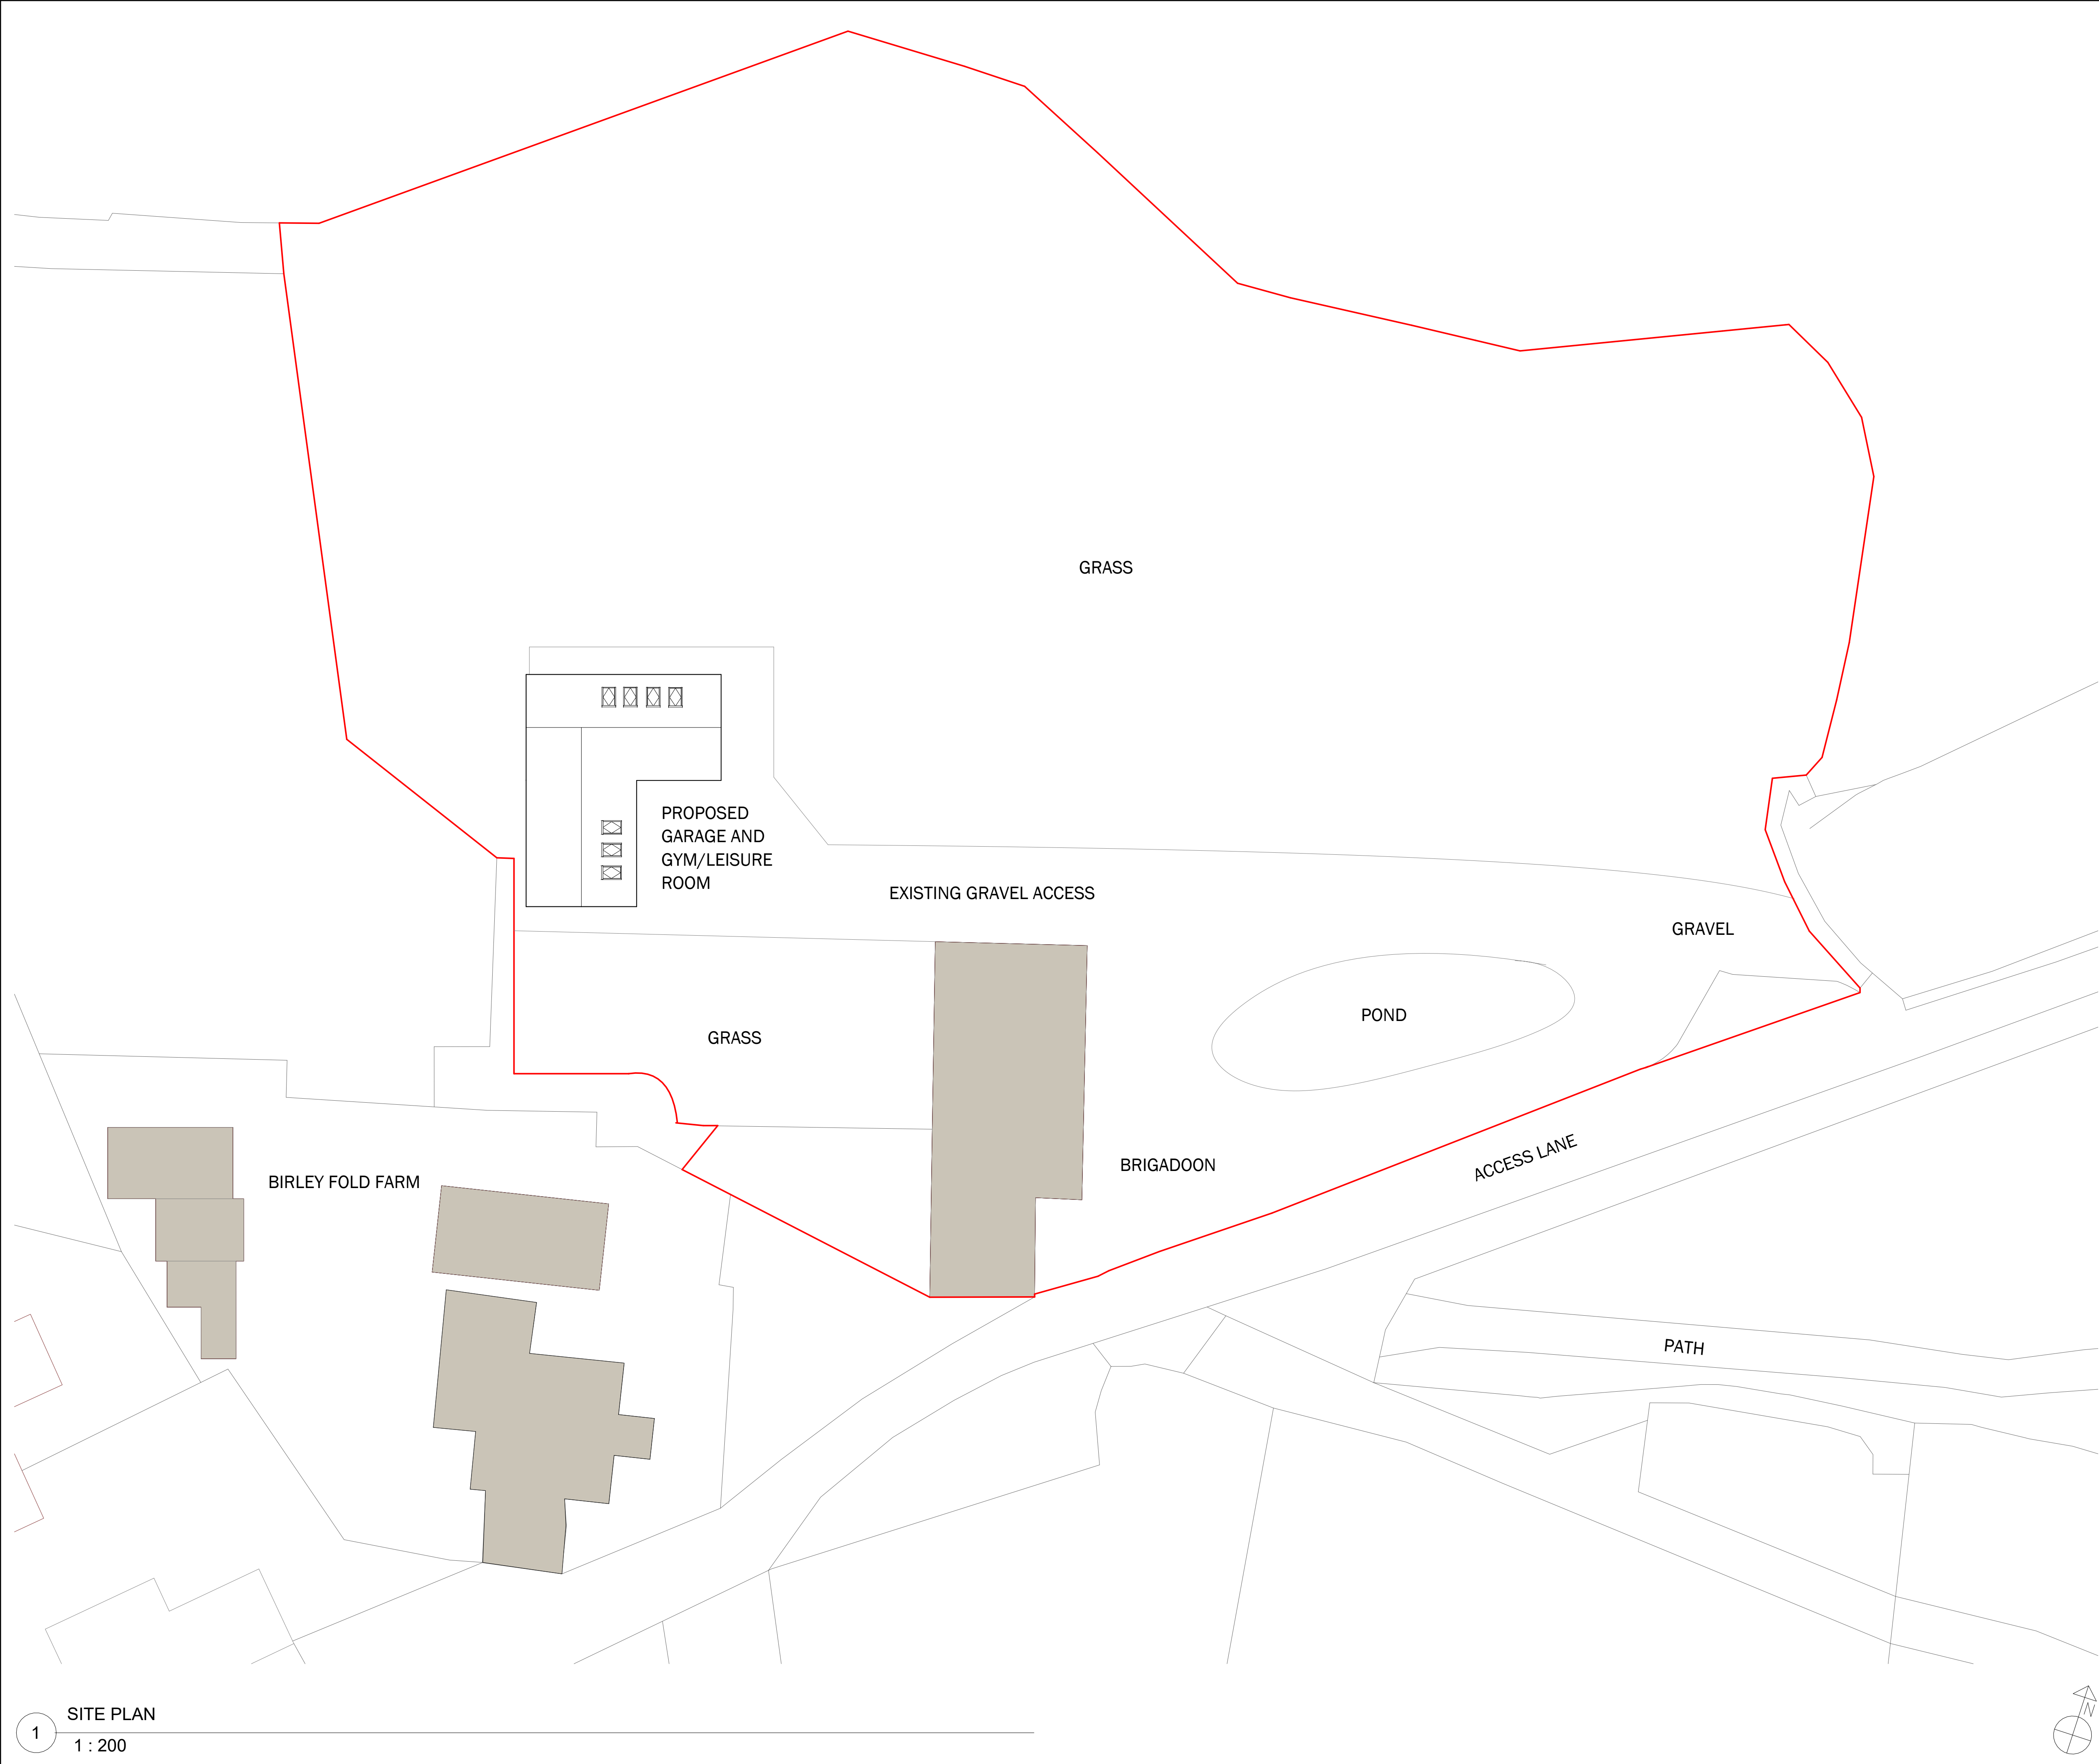 GRASS
PROPOSED
GARAGE AND
GYM/LEISURE
ROOM
EXISTING GRAVEL ACCESS
GRAVEL
POND
GRASS
ACCESS LANE
BRIGADOON
BIRLEY FOLD FARM
PATH
SITE PLAN
1
1 : 200
N